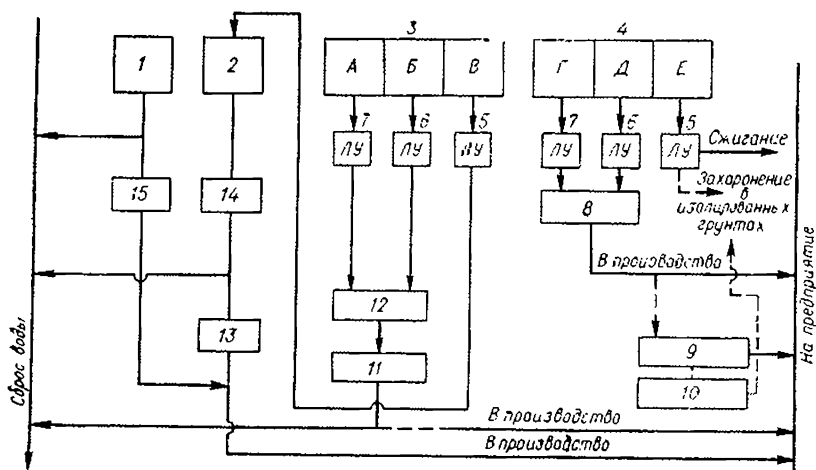 3
4
1
2
А
Б
В
Г
Д
Е
7
6
5
7
6
5
ЛУ
ЛУ
ЛУ
ЛУ
ЛУ
ЛУ
Сжигание
Захоронение
в
изолированных
грунтах
15
14
8
В производство
12
13
11
9
10
Сброс воды
На предприятие
В производство
В производство